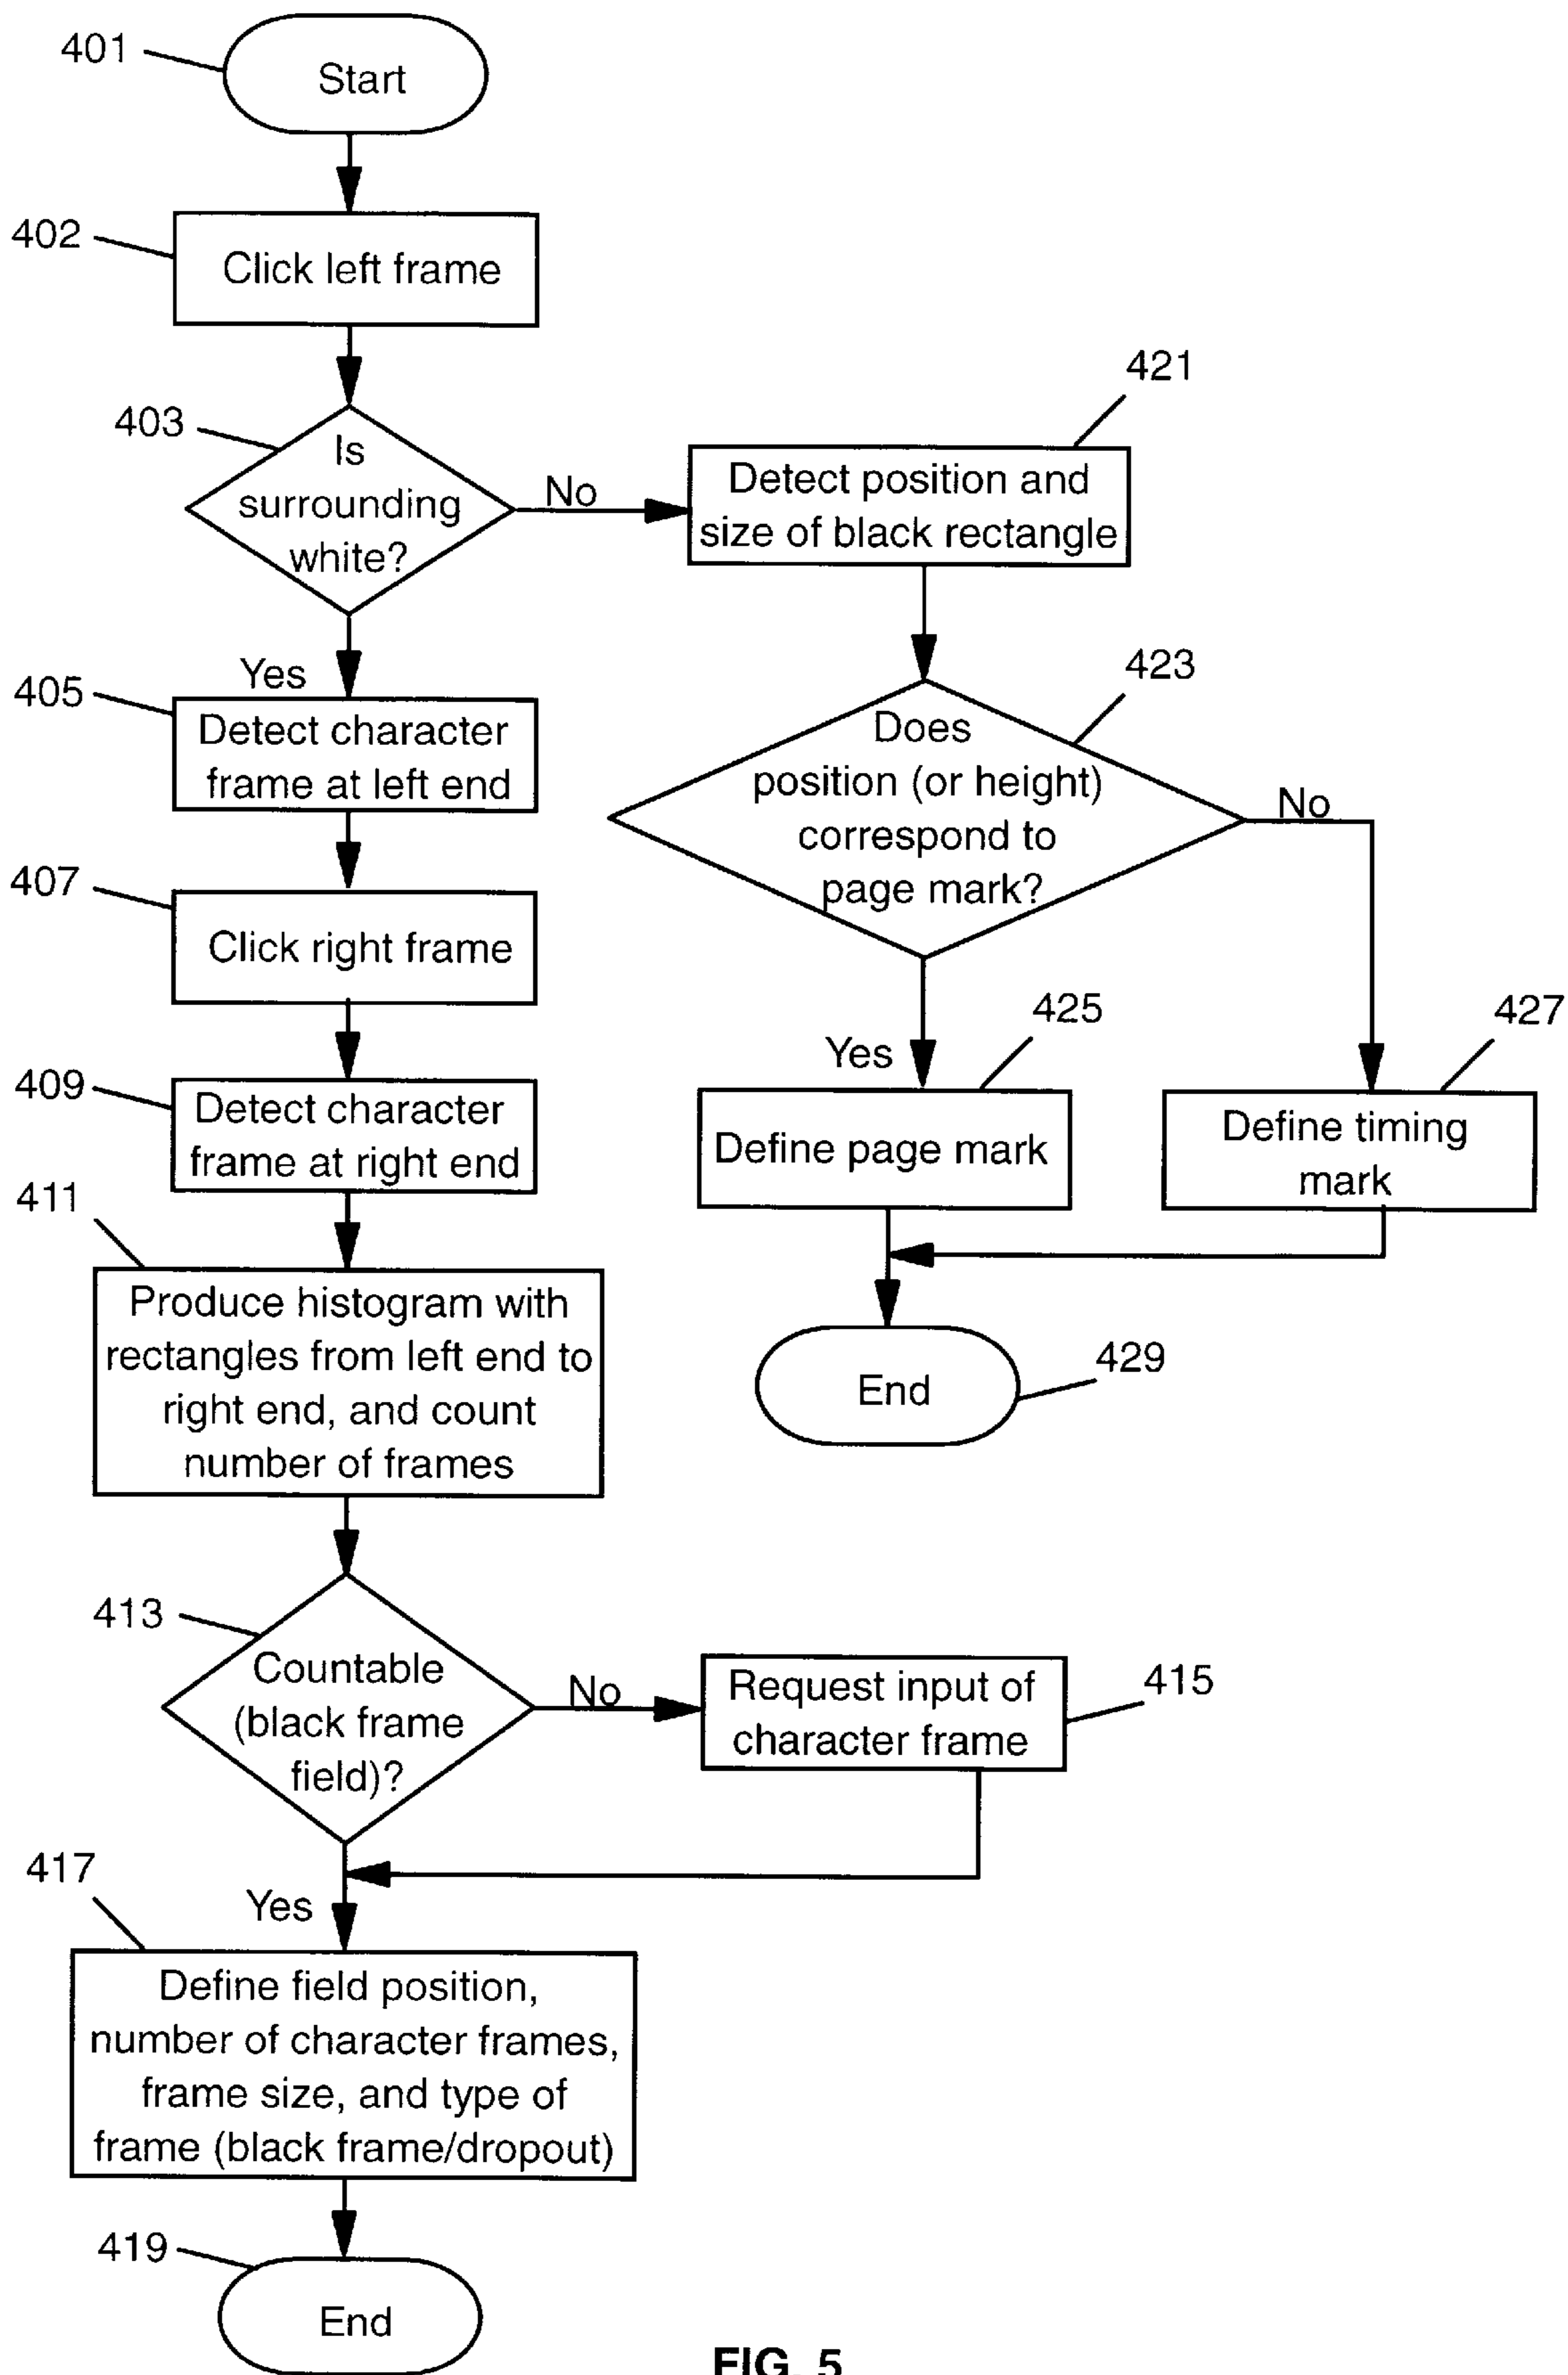 401
Start
402
Click left frame
403
Is
surrounding
white?
No
421
Detect position and
size of black rectangle
Yes
405
Detect character
frame at left end
423
Does
position (or height)
correspond to
page mark?
No
407
Click right frame
409
Detect character
frame at right end
Yes
425
Define page mark
427
Define timing
mark
411
Produce histogram with
rectangles from left end to
right end, and count
number of frames
429
End
413
Countable
(black frame
field)?
No
415
Request input of
character frame
417
Yes
Define field position,
number of character frames,
frame size, and type of
frame (black frame/dropout)
419
End
FIG. 5